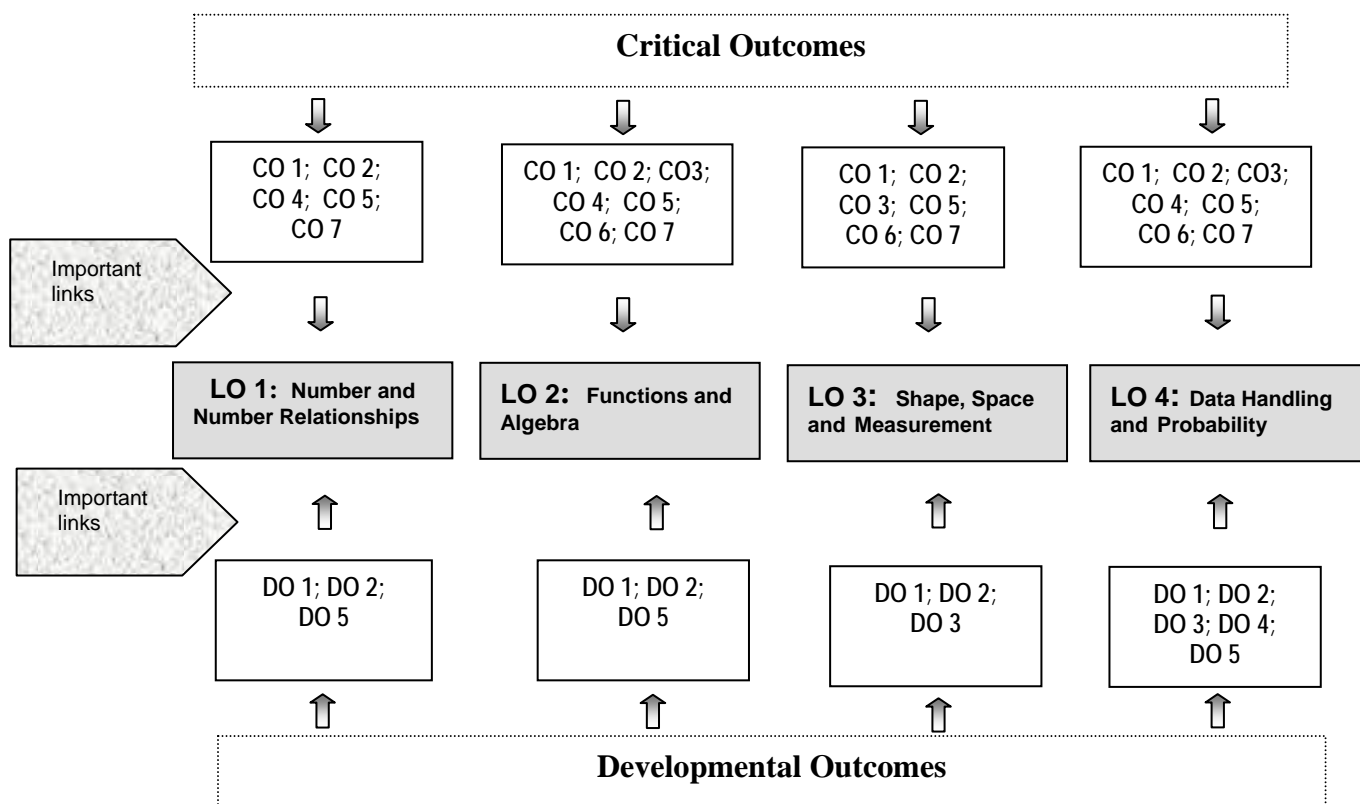 Critical Outcomes
CO 1; CO 2;
CO 4; CO 5;
CO 7
CO 1; CO 2; CO3;
CO 4; CO 5;
CO 6; CO 7
CO 1; CO 2;
CO 3; CO 5;
CO 6; CO 7
CO 1; CO 2; CO3;
CO 4; CO 5;
CO 6; CO 7
Important
links
LO 1: Number and
Number Relationships
LO 2: Functions and
Algebra
LO 3: Shape, Space
and Measurement
LO 4: Data Handling
and Probability
Important
links
DO 1; DO 2;
DO 5
DO 1; DO 2;
DO 5
DO 1; DO 2;
DO 3
DO 1; DO 2;
DO 3; DO 4;
DO 5
Developmental Outcomes